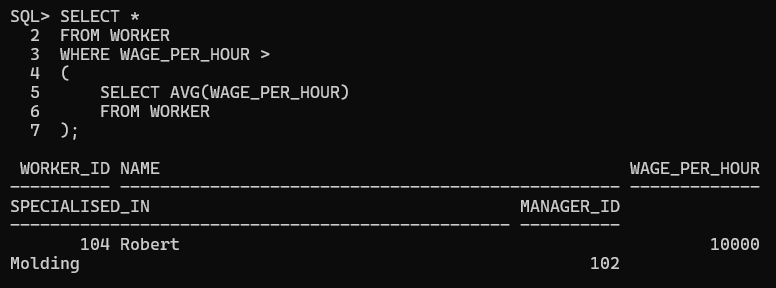 SQL> SELECT *
  2  FROM WORKER
  3  WHERE WAGE_PER_HOUR >
  4  (
  5      SELECT AVG(WAGE_PER_HOUR)
  6      FROM WORKER
  7  );

 WORKER_ID NAME                                               WAGE_PER_HOUR
---------- -------------------------------------------------- -------------
SPECIALISED_IN                                     MANAGER_ID
-------------------------------------------------- ----------
       104 Robert                                                     10000
Molding                                                   102